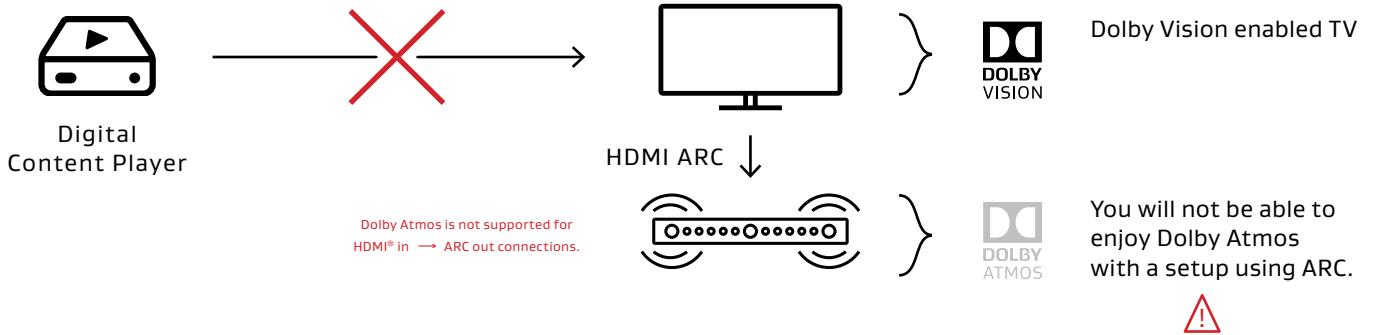 Dolby Vision enabled TV
DOLBY
VISION
Digital
Content Player
HDMI ARC
Dolby Atmos is not supported for
HDMI® in → ARC out connections.
DOLBY
ATMOS
You will not be able to
enjoy Dolby Atmos
with a setup using ARC.
!